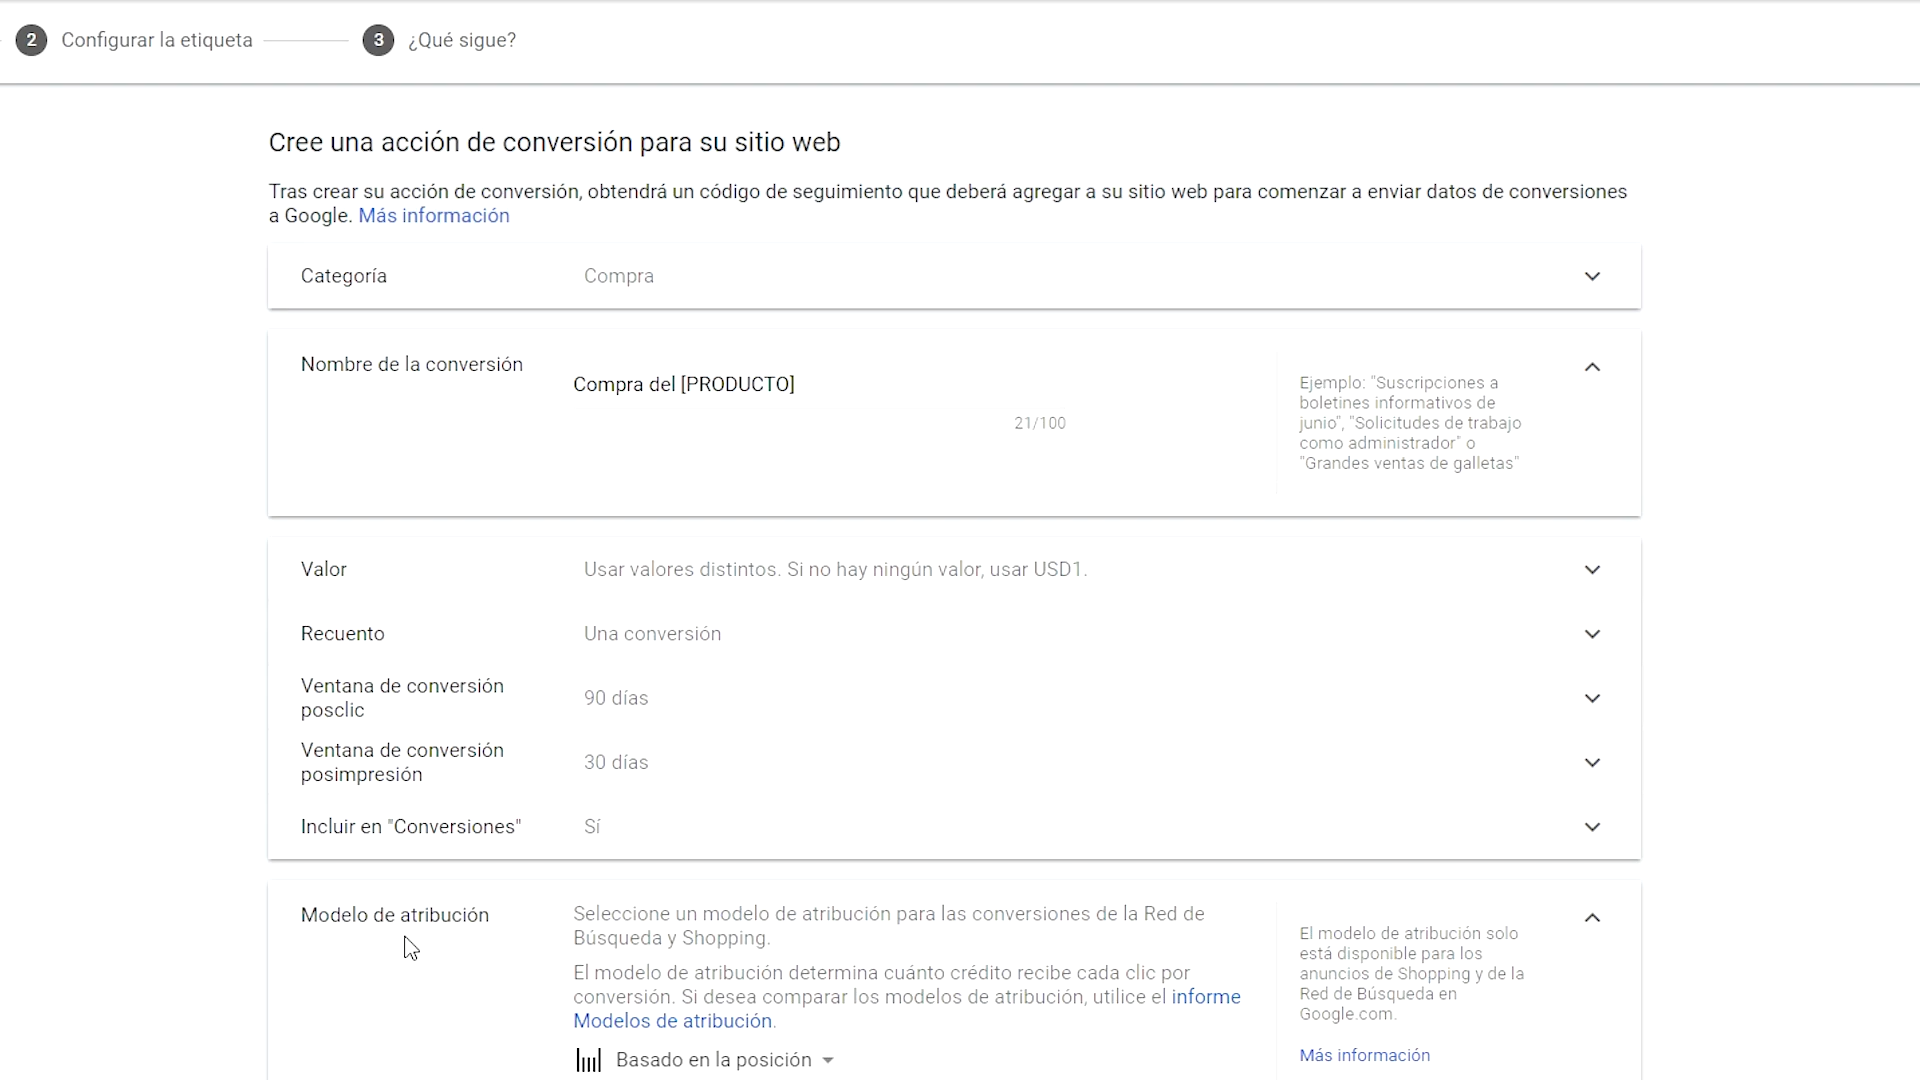 2 Configurar la etiqueta 3 ¿Qué sigue?
Cree una acción de conversión para su sitio web
Tras crear su acción de conversión, obtendrá un código de seguimiento que deberá agregar a su sitio web para comenzar a enviar datos de conversiones
a Google. Más información
Categoría Compra
Nombre de la conversión
Compra del [PRODUCTO]
21/100
Ejemplo: "Suscripciones a
boletines informativos de
junio", "Solicitudes de trabajo
como administrador" o
"Grandes ventas de galletas"
Valor Usar valores distintos. Si no hay ningún valor, usar USD1.
Recuento Una conversión
Ventana de conversión
posclic
90 días
Ventana de conversión
posimpresión
30 días
Incluir en "Conversiones" Sí
Modelo de atribución
Seleccione un modelo de atribución para las conversiones de la Red de
Búsqueda y Shopping.
El modelo de atribución determina cuánto crédito recibe cada clic por
conversión. Si desea comparar los modelos de atribución, utilice el informe
Modelos de atribución.
Basado en la posición
El modelo de atribución solo
está disponible para los
anuncios de Shopping y de la
Red de Búsqueda en
Google.com.
Más información